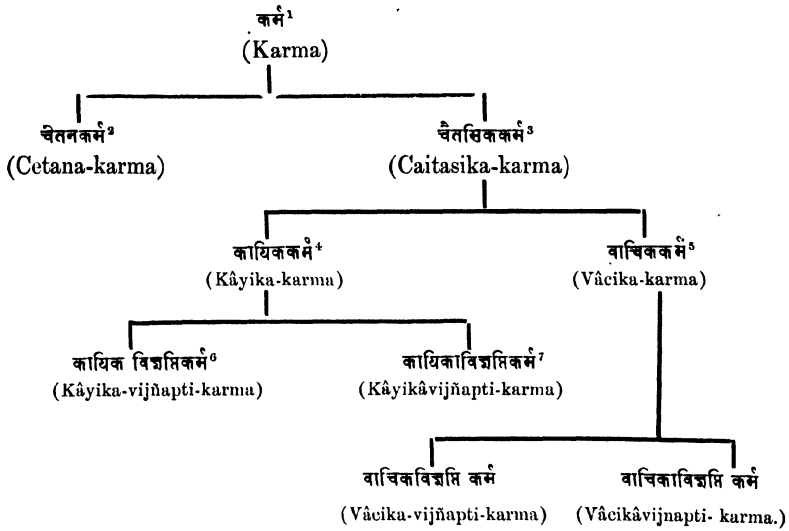 कर्म¹
(Karma)
चेतनकर्म²
चैतसिककर्म³
(Cetana-karma)
(Caitasika-karma)
कायिककर्म⁴
वाचिककर्म⁵
(Kâyika-karma)
(Vâcika-karma)
कायिक विज्ञप्तिकर्म⁶
कायिकाविज्ञप्तिकर्म⁷
(Kâyika-vijñapti-karma)
(Kâyikâvijñapti-karma)
वाचिकविज्ञप्ति कर्म
वाचिकाविज्ञप्ति कर्म
(Vâcika-vijñapti-karma)
(Vâcikâvijnapti- karma.)